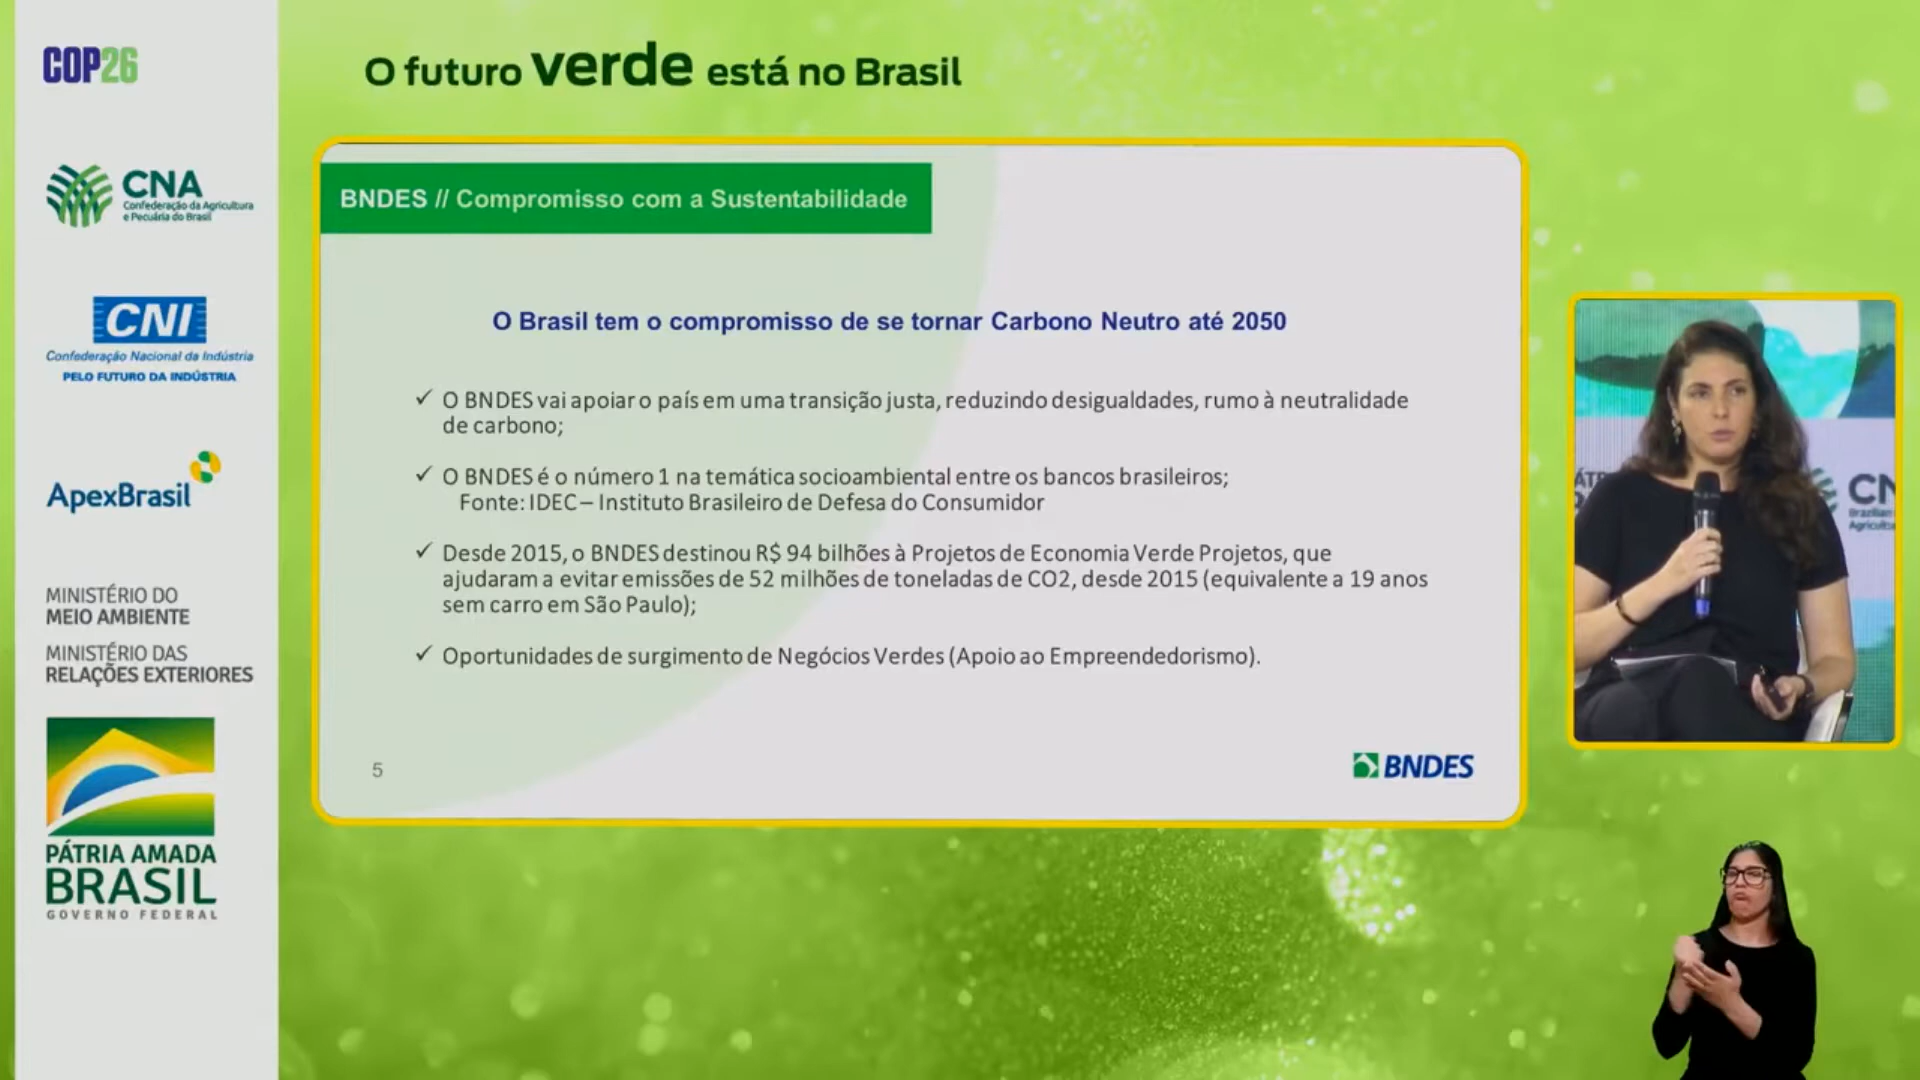 COP26
O futuro verde está no Brasil
CNA
Confederação da Agricultura
e Pecuária do Brasil
CNI
Confederação Nacional da Indústria
PELO FUTURO DA INDÚSTRIA
ApexBrasil
MINISTÉRIO DO
MEIO AMBIENTE
MINISTÉRIO DAS
RELAÇÕES EXTERIORES
PÁTRIA AMADA
BRASIL
GOVERNO FEDERAL
BNDES // Compromisso com a Sustentabilidade
O Brasil tem o compromisso de se tornar Carbono Neutro até 2050
✓ O BNDES vai apoiar o país em uma transição justa, reduzindo desigualdades, rumo à neutralidade
de carbono;
✓ O BNDES é o número 1 na temática socioambiental entre os bancos brasileiros;
Fonte: IDEC – Instituto Brasileiro de Defesa do Consumidor
✓ Desde 2015, o BNDES destinou R$ 94 bilhões à Projetos de Economia Verde Projetos, que
ajudaram a evitar emissões de 52 milhões de toneladas de CO2, desde 2015 (equivalente a 19 anos
sem carro em São Paulo);
✓ Oportunidades de surgimento de Negócios Verdes (Apoio ao Empreendedorismo).
5
BNDES
CN
Brazilian
Agricultu